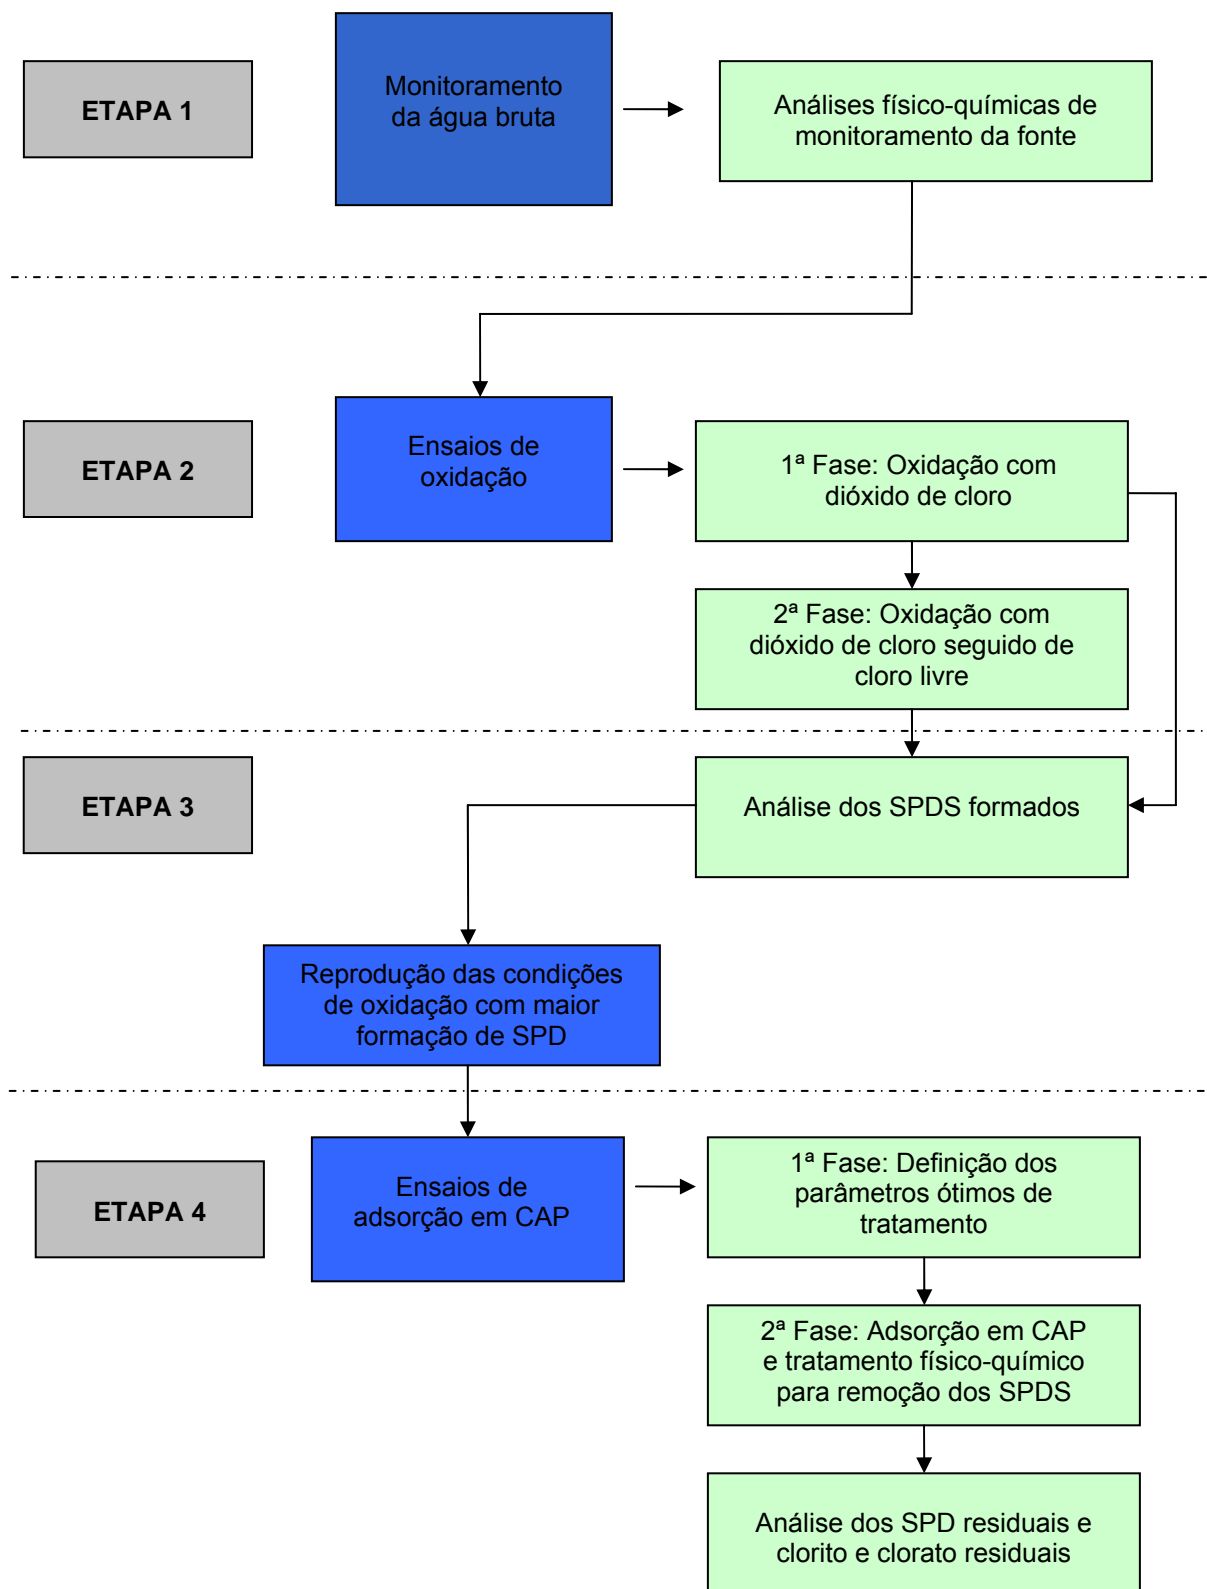 ETAPA 1
Monitoramento
da água bruta
Análises físico-químicas de
monitoramento da fonte
ETAPA 2
Ensaios de
oxidação
1ª Fase: Oxidação com
dióxido de cloro
2ª Fase: Oxidação com
dióxido de cloro seguido de
cloro livre
ETAPA 3
Análise dos SPDS formados
Reprodução das condições
de oxidação com maior
formação de SPD
ETAPA 4
Ensaios de
adsorção em CAP
1ª Fase: Definição dos
parâmetros ótimos de
tratamento
2ª Fase: Adsorção em CAP
e tratamento físico-químico
para remoção dos SPDS
Análise dos SPD residuais e
clorito e clorato residuais